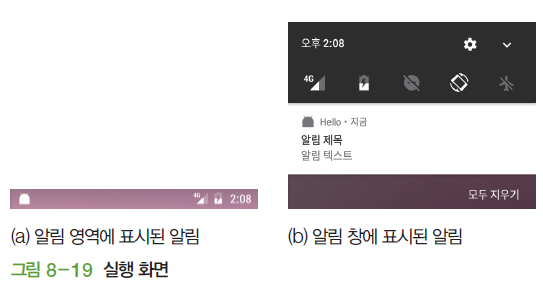 오후 2:08
4G
Hello • 지금
알림 제목
알림 텍스트
모두 지우기
4G 2:08
(a) 알림 영역에 표시된 알림
(b) 알림 창에 표시된 알림
그림 8-19 실행 화면